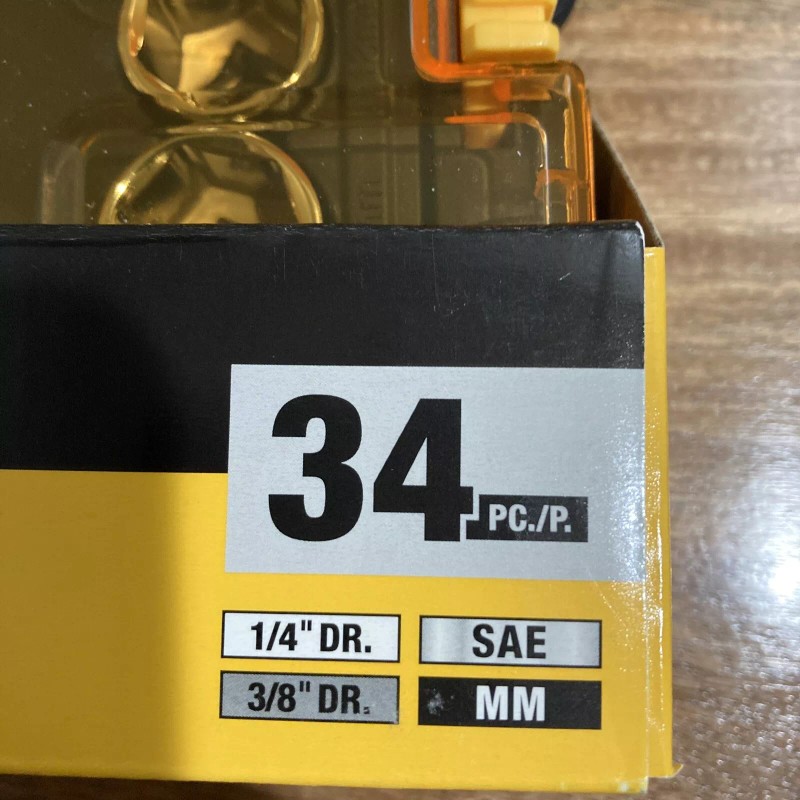 34 PC./P.
1/4" DR. SAE
3/8" DR. MM